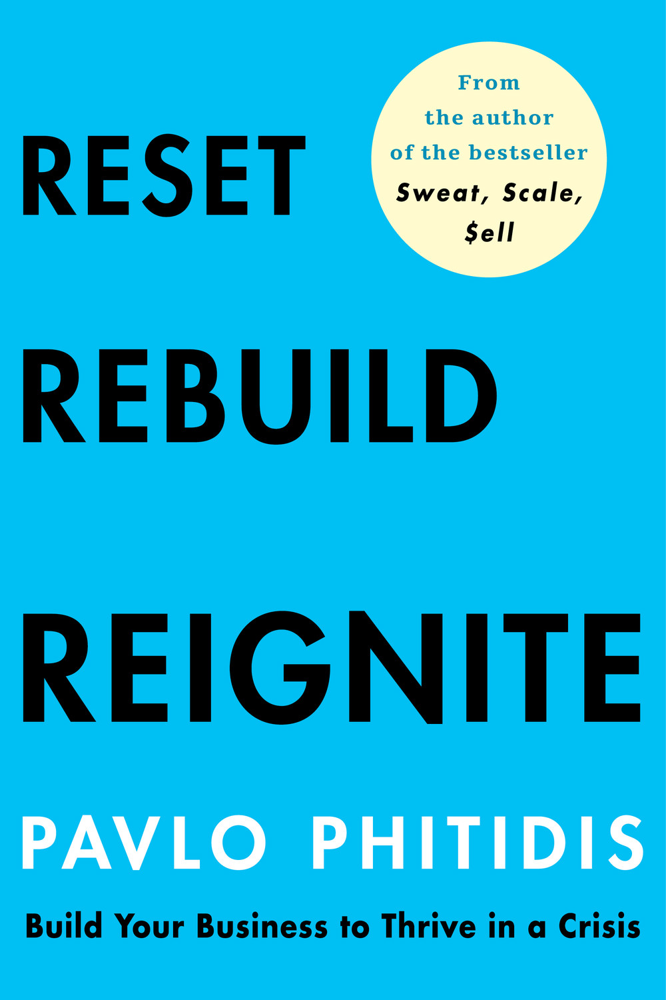 From
the author
of the bestseller
Sweat, Scale,
$ell
RESET
REBUILD
REIGNITE
PAVLO PHITIDIS
Build Your Business to Thrive in a Crisis